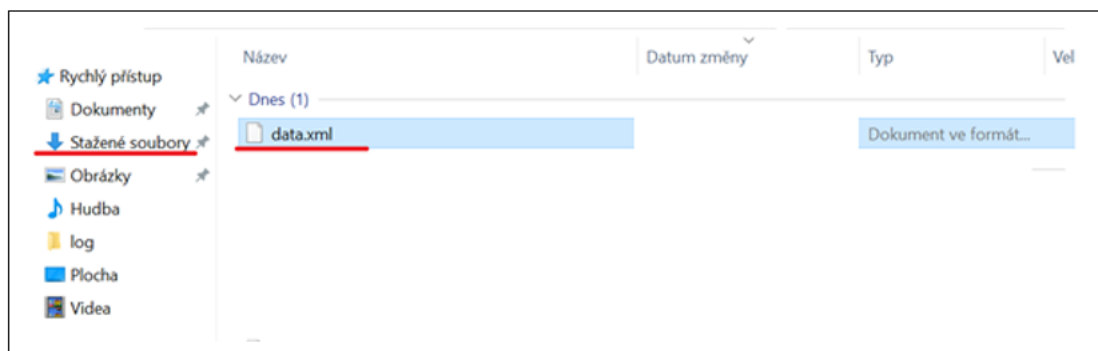 Název Datum změny Typ Vel
Rychlý přístup
Dokumenty
Stažené soubory
Obrázky
Hudba
log
Plocha
Videa
Dnes (1)
data.xml Dokument ve formát...